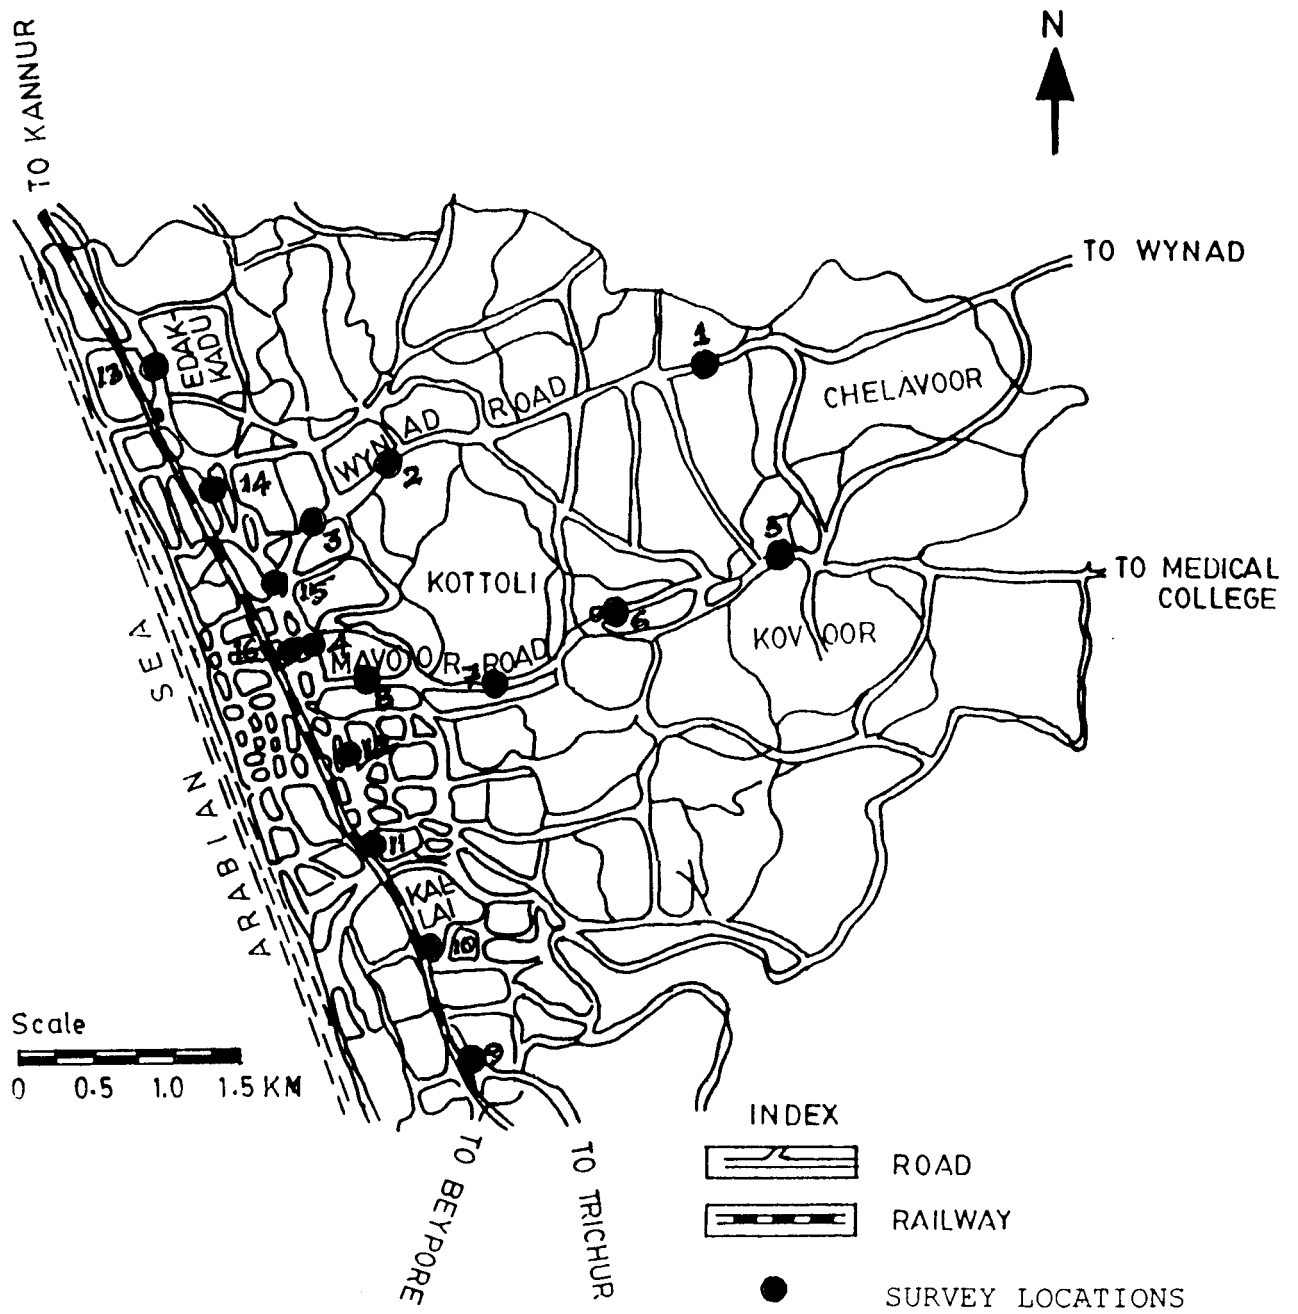 N
TO KANNUR
TO WYNAD
1
13
EDAK-
KADU
CHELAVOOR
WYNAD ROAD
2
14
3
5
KOTTOLI
TO MEDICAL
COLLEGE
15
6
KOVOOR
16
4
MAVOOR ROAD
7
8
12
11
KAL-
LAI
10
9
ARABIAN SEA
Scale
0 0.5 1.0 1.5 KM
TO BEYPORE
TO TRICHUR
INDEX
ROAD
RAILWAY
SURVEY LOCATIONS